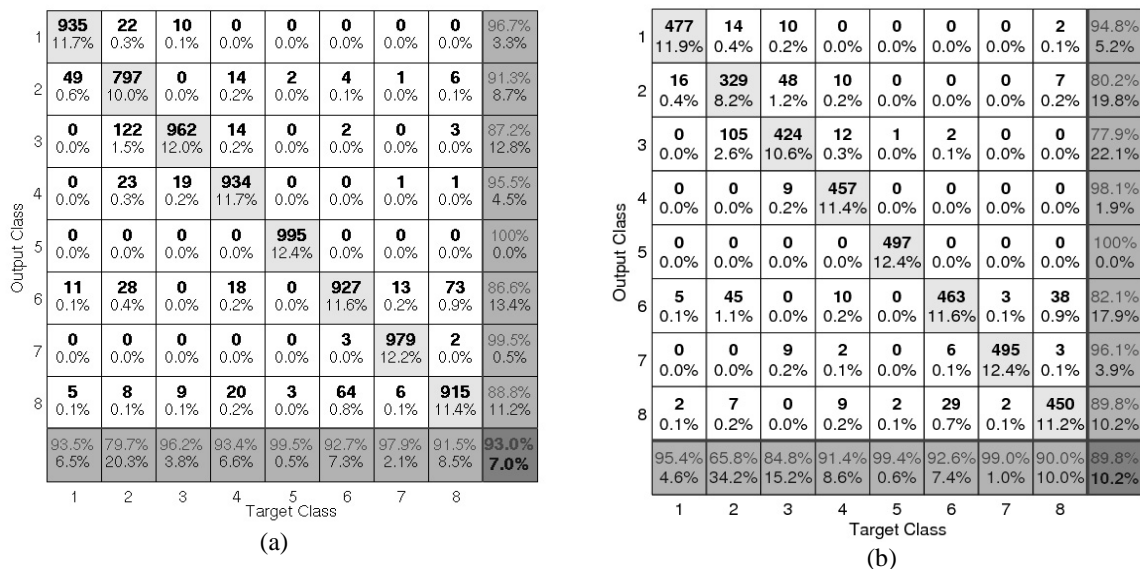 935 22 10 0 0 0 0 0 96.7%
1
11.7% 0.3% 0.1% 0.0% 0.0% 0.0% 0.0% 0.0% 3.3%
49 797 0 14 2 4 1 6 91.3%
2
0.6% 10.0% 0.0% 0.2% 0.0% 0.1% 0.0% 0.1% 8.7%
0 122 962 14 0 2 0 3 87.2%
3
0.0% 1.5% 12.0% 0.2% 0.0% 0.0% 0.0% 0.0% 12.8%
0 23 19 934 0 0 1 1 95.5%
4
0.0% 0.3% 0.2% 11.7% 0.0% 0.0% 0.0% 0.0% 4.5%
0 0 0 0 995 0 0 0 100%
5
0.0% 0.0% 0.0% 0.0% 12.4% 0.0% 0.0% 0.0% 0.0%
11 28 0 18 0 927 13 73 86.6%
6
0.1% 0.4% 0.0% 0.2% 0.0% 11.6% 0.2% 0.9% 13.4%
0 0 0 0 0 3 979 2 99.5%
7
0.0% 0.0% 0.0% 0.0% 0.0% 0.0% 12.2% 0.0% 0.5%
5 8 9 20 3 64 6 915 88.8%
8
0.1% 0.1% 0.1% 0.2% 0.0% 0.8% 0.1% 11.4% 11.2%
93.5% 79.7% 96.2% 93.4% 99.5% 92.7% 97.9% 91.5% 93.0%
6.5% 20.3% 3.8% 6.6% 0.5% 7.3% 2.1% 8.5% 7.0%
1 2 3 4 5 6 7 8
Output Class
Target Class
(a)
477 14 10 0 0 0 0 2 94.8%
1
11.9% 0.4% 0.2% 0.0% 0.0% 0.0% 0.0% 0.1% 5.2%
16 329 48 10 0 0 0 7 80.2%
2
0.4% 8.2% 1.2% 0.2% 0.0% 0.0% 0.0% 0.2% 19.8%
0 105 424 12 1 2 0 0 77.9%
3
0.0% 2.6% 10.6% 0.3% 0.0% 0.1% 0.0% 0.0% 22.1%
0 0 9 457 0 0 0 0 98.1%
4
0.0% 0.0% 0.2% 11.4% 0.0% 0.0% 0.0% 0.0% 1.9%
0 0 0 0 497 0 0 0 100%
5
0.0% 0.0% 0.0% 0.0% 12.4% 0.0% 0.0% 0.0% 0.0%
5 45 0 10 0 463 3 38 82.1%
6
0.1% 1.1% 0.0% 0.2% 0.0% 11.6% 0.1% 0.9% 17.9%
0 0 9 2 0 6 495 3 96.1%
7
0.0% 0.0% 0.2% 0.1% 0.0% 0.1% 12.4% 0.1% 3.9%
2 7 0 9 2 29 2 450 89.8%
8
0.1% 0.2% 0.0% 0.2% 0.1% 0.7% 0.1% 11.2% 10.2%
95.4% 65.8% 84.8% 91.4% 99.4% 92.6% 99.0% 90.0% 89.8%
4.6% 34.2% 15.2% 8.6% 0.6% 7.4% 1.0% 10.0% 10.2%
1 2 3 4 5 6 7 8
Output Class
Target Class
(b)